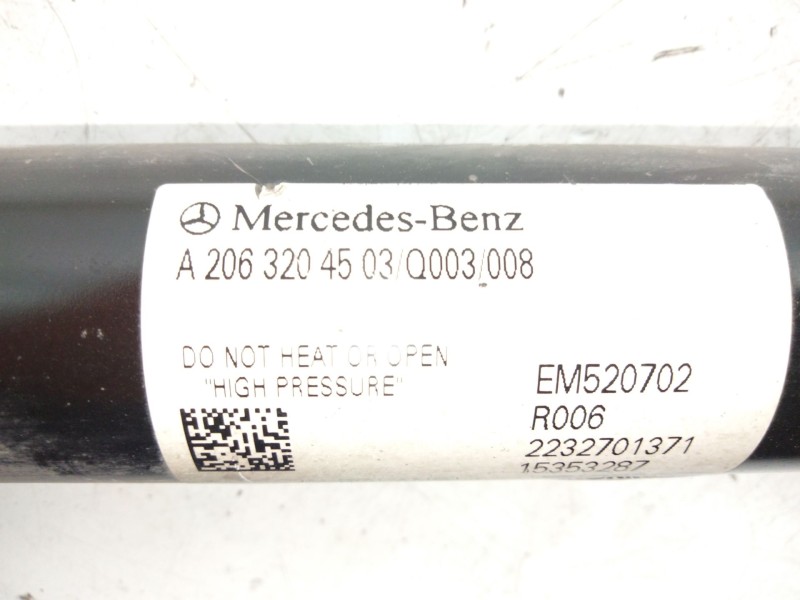 Mercedes-Benz
A 206 320 45 03/Q003/008
DO NOT HEAT OR OPEN
"HIGH PRESSURE"
EM520702
R006
2232701371
15353287